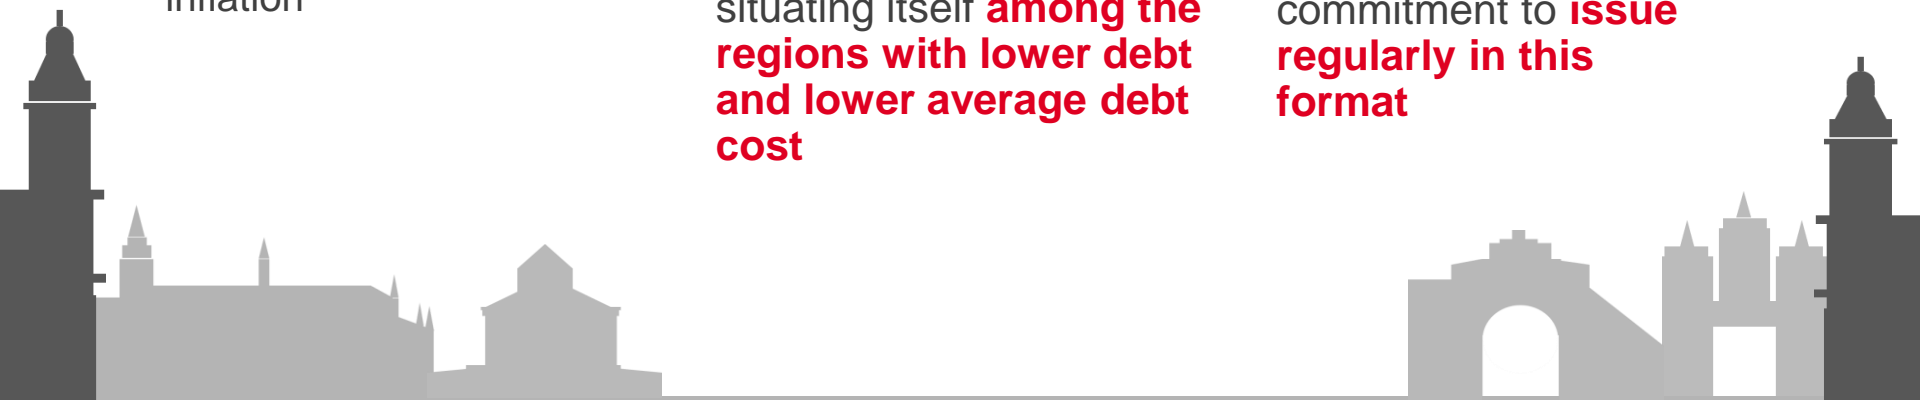 inflation
situating itself among the
regions with lower debt
and lower average debt
cost
commitment to issue
regularly in this
format